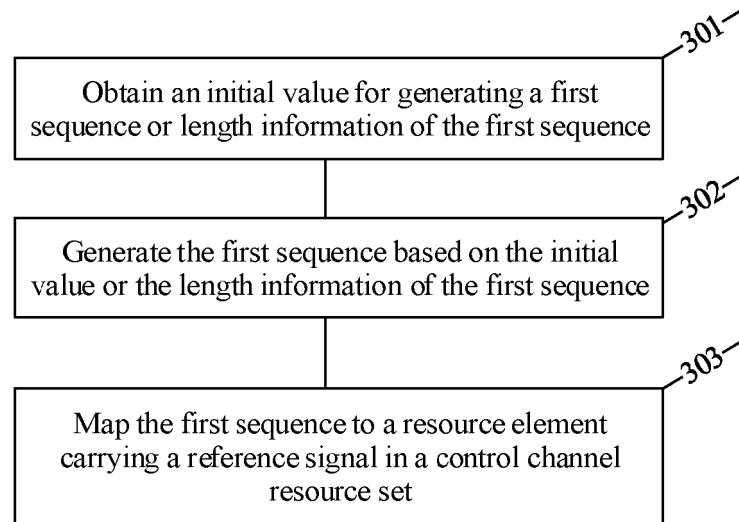 301
Obtain an initial value for generating a first
sequence or length information of the first sequence
302
Generate the first sequence based on the initial
value or the length information of the first sequence
303
Map the first sequence to a resource element
carrying a reference signal in a control channel
resource set